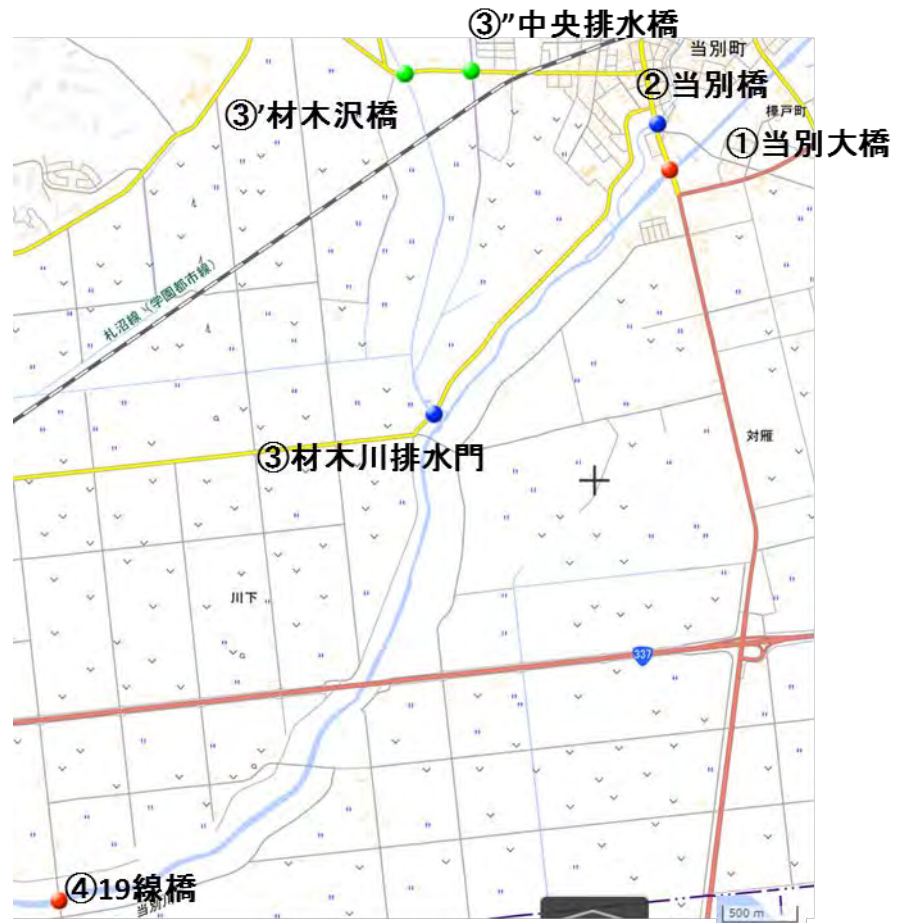 ③”中央排水橋
当別町
②当別橋
樺戸町
③’材木沢橋
①当別大橋
札沼線(学園都市線)
対雁
③材木川排水門
川下
337
④19線橋
当別川
500 m